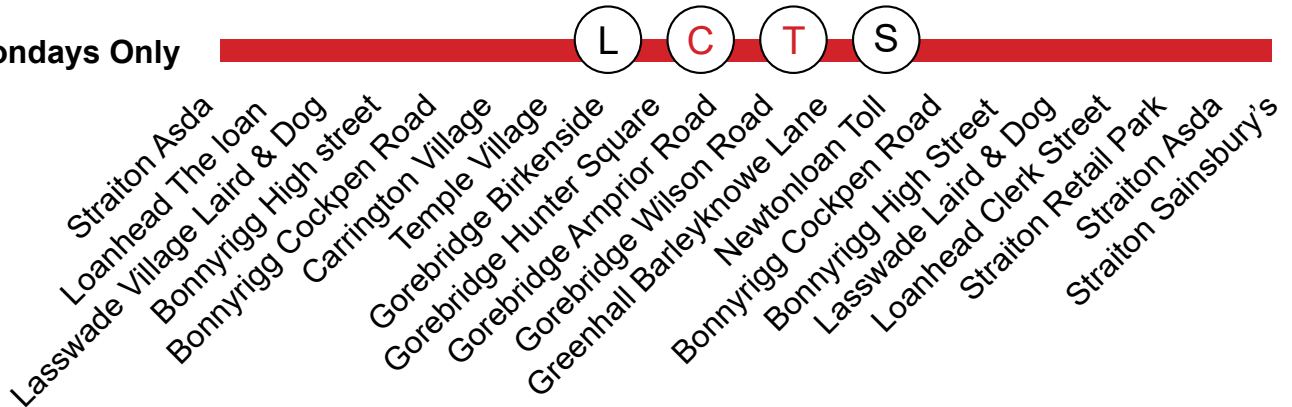 ondays Only
L C T S
Straiton Asda
Loanhead The loan
Lasswade Village Laird & Dog
Bonnyrigg High street
Bonnyrigg Cockpen Road
Carrington Village
Temple Village
Gorebridge Birkenside
Gorebridge Hunter Square
Gorebridge Arnprior Road
Gorebridge Wilson Road
Greenhall Barleyknowe Lane
Newtonloan Toll
Bonnyrigg Cockpen Road
Bonnyrigg High Street
Lasswade Laird & Dog
Loanhead Clerk Street
Straiton Retail Park
Straiton Asda
Straiton Sainsbury's